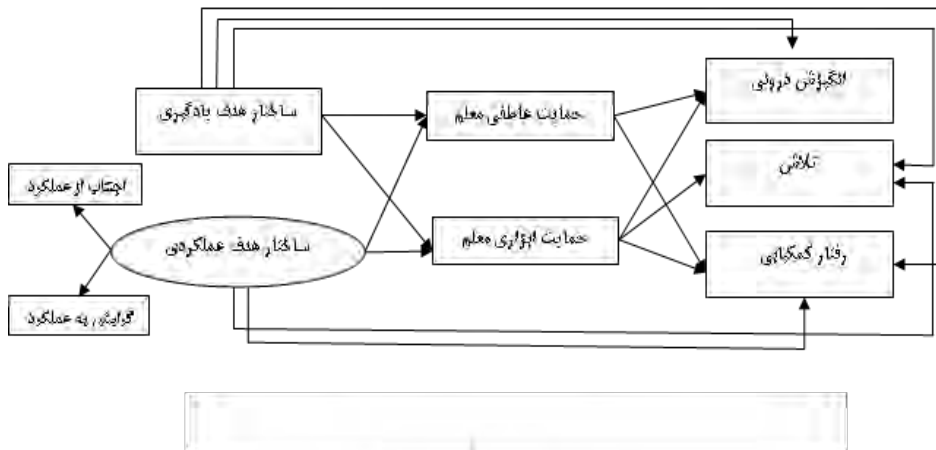 انگیزش درونی
ساختار هدف یادگیری
حمایت عاطفی معلم
تلاش
اجتناب از عملکرد
ساختار هدف عملکردی
حمایت ابزاری معلم
رفتار کمکیابی
گرایش به عملکرد